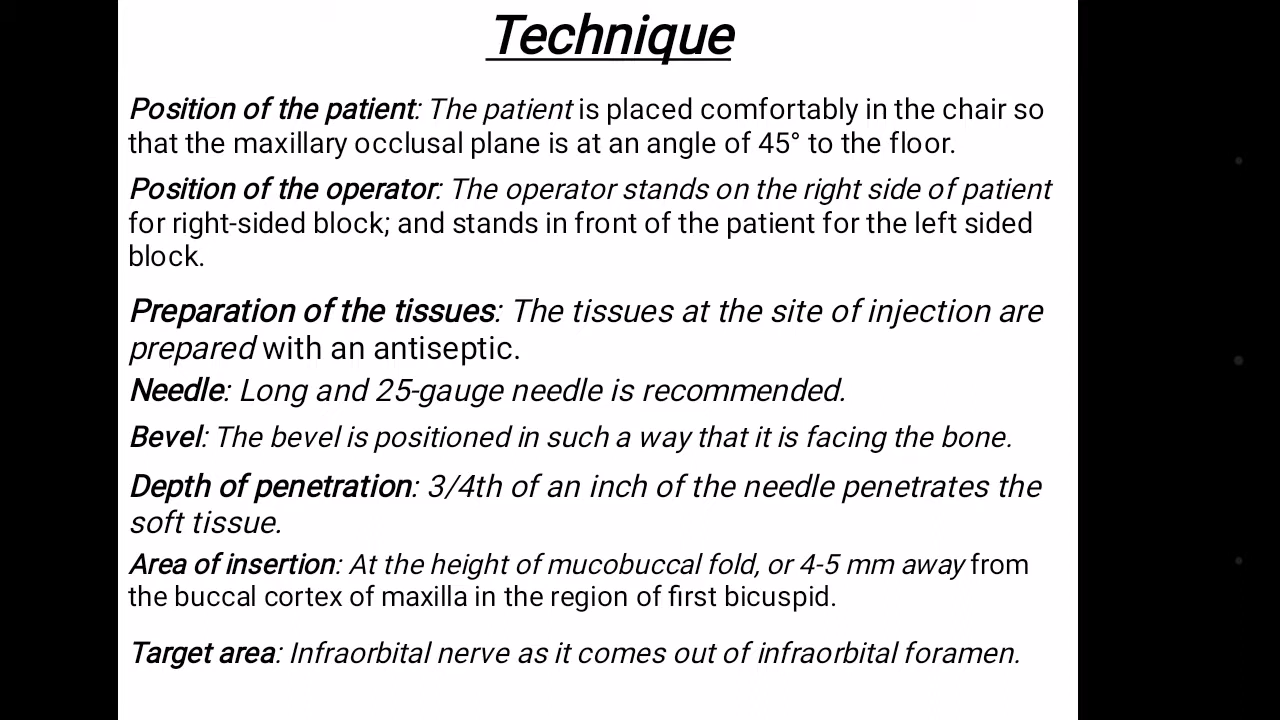 Technique
Position of the patient: The patient is placed comfortably in the chair so
that the maxillary occlusal plane is at an angle of 45° to the floor.
Position of the operator: The operator stands on the right side of patient
for right-sided block; and stands in front of the patient for the left sided
block.
Preparation of the tissues: The tissues at the site of injection are
prepared with an antiseptic.
Needle: Long and 25-gauge needle is recommended.
Bevel: The bevel is positioned in such a way that it is facing the bone.
Depth of penetration: 3/4th of an inch of the needle penetrates the
soft tissue.
Area of insertion: At the height of mucobuccal fold, or 4-5 mm away from
the buccal cortex of maxilla in the region of first bicuspid.
Target area: Infraorbital nerve as it comes out of infraorbital foramen.